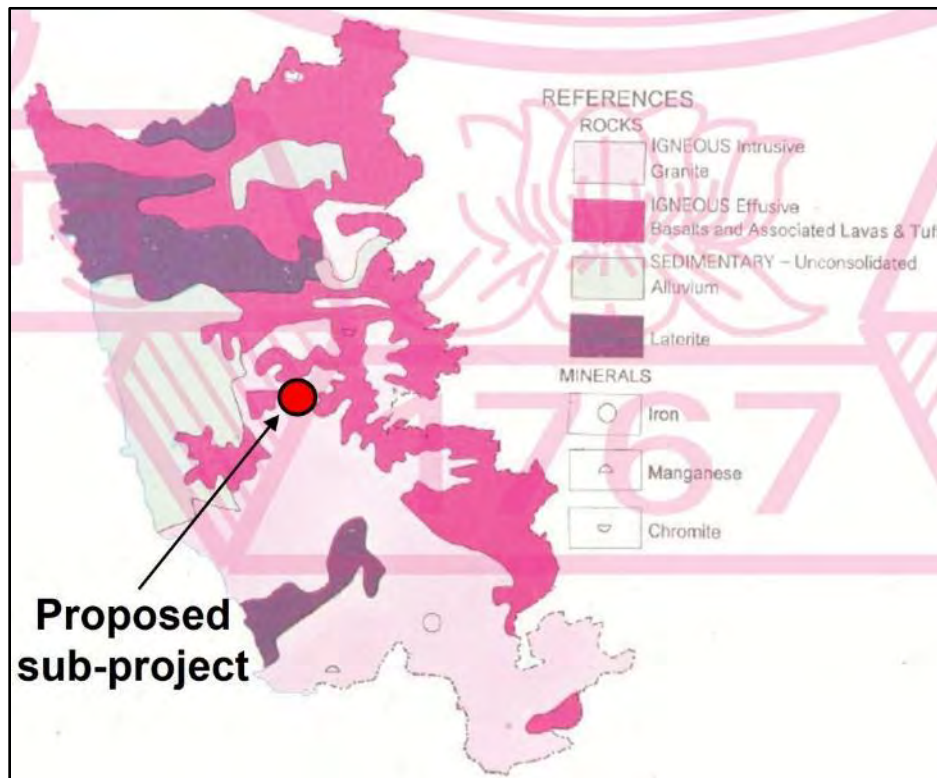 REFERENCES
ROCKS
IGNEOUS Intrusive
Granite
IGNEOUS Effusive
Basalts and Associated Lavas & Tuf
SEDIMENTARY – Unconsolidated
Alluvium
Laterite
MINERALS
Iron
Manganese
Chromite
1767
Proposed
sub-project